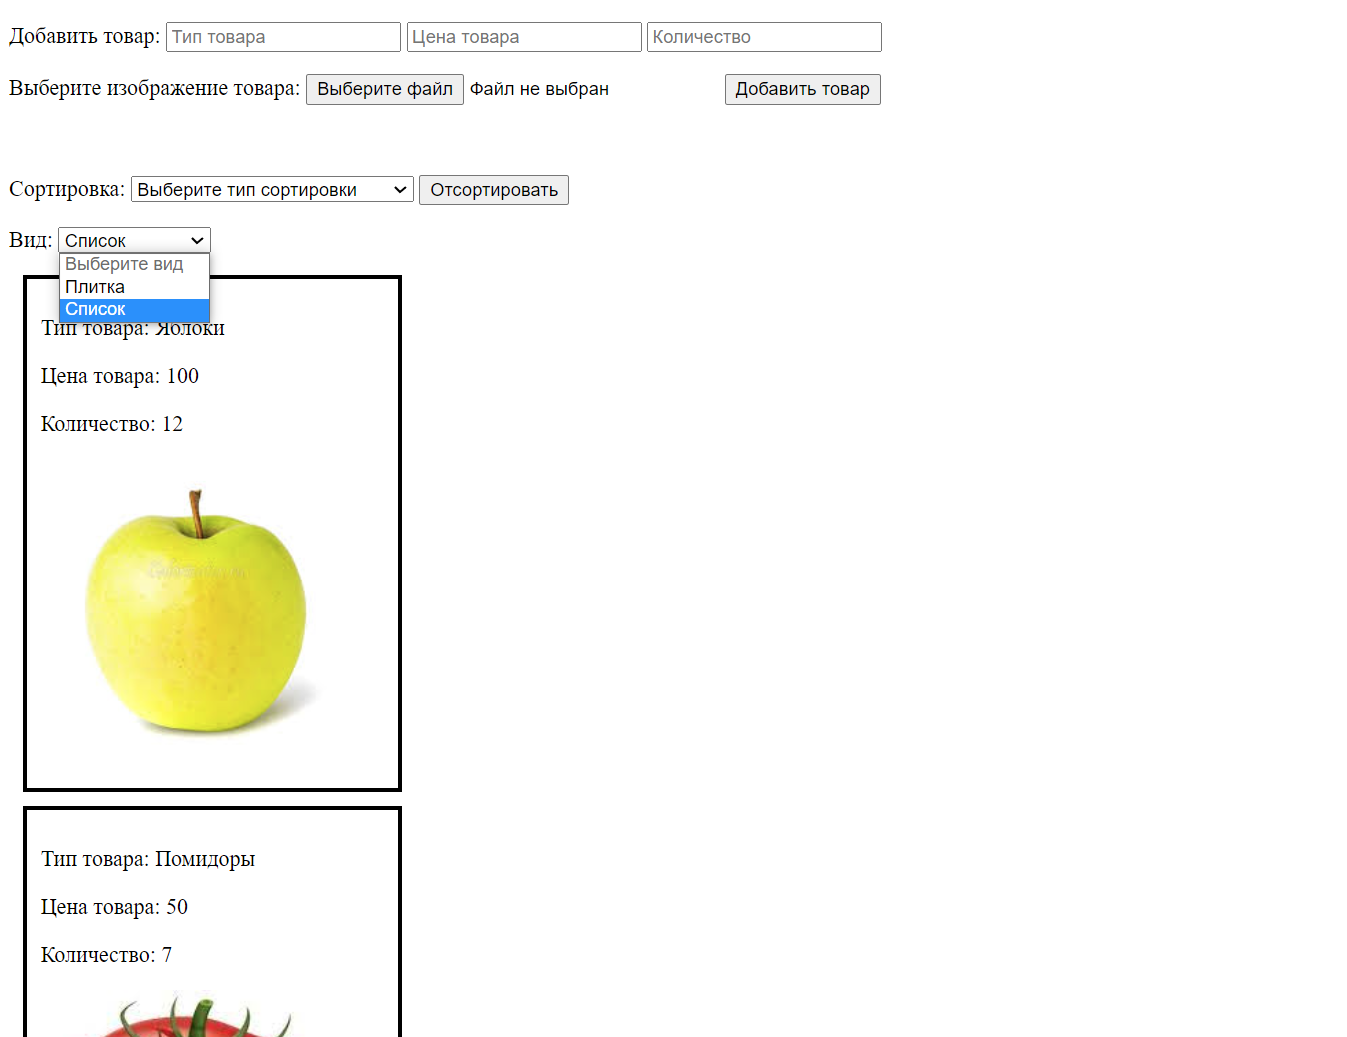 Добавить товар: Тип товара Цена товара Количество
Выберите изображение товара: Выберите файл Файл не выбран Добавить товар
Сортировка: Выберите тип сортировки Отсортировать
Вид: Список
Выберите вид
Плитка
Список
Тип товара: Яблоки
Цена товара: 100
Количество: 12
Тип товара: Помидоры
Цена товара: 50
Количество: 7